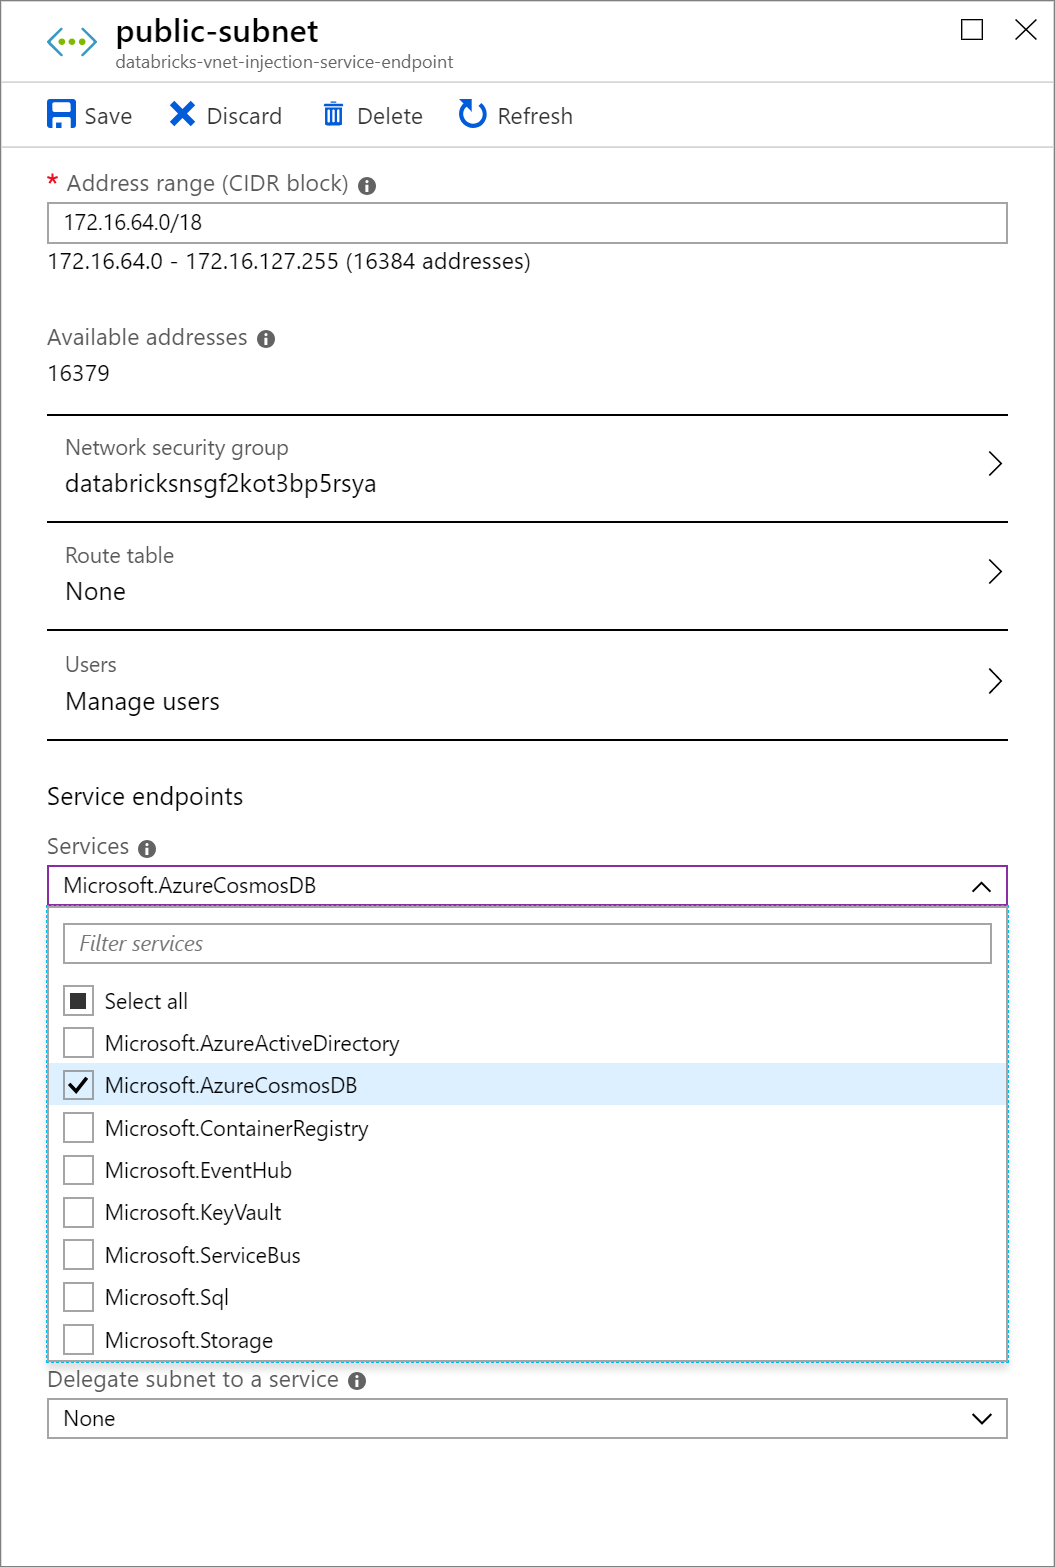 public-subnet
databricks-vnet-injection-service-endpoint
Save Discard Delete Refresh
* Address range (CIDR block)
172.16.64.0/18
172.16.64.0 - 172.16.127.255 (16384 addresses)
Available addresses
16379
Network security group
databricksnsgf2kot3bp5rsya
Route table
None
Users
Manage users
Service endpoints
Services
Microsoft.AzureCosmosDB
Filter services
Select all
Microsoft.AzureActiveDirectory
Microsoft.AzureCosmosDB
Microsoft.ContainerRegistry
Microsoft.EventHub
Microsoft.KeyVault
Microsoft.ServiceBus
Microsoft.Sql
Microsoft.Storage
Delegate subnet to a service
None